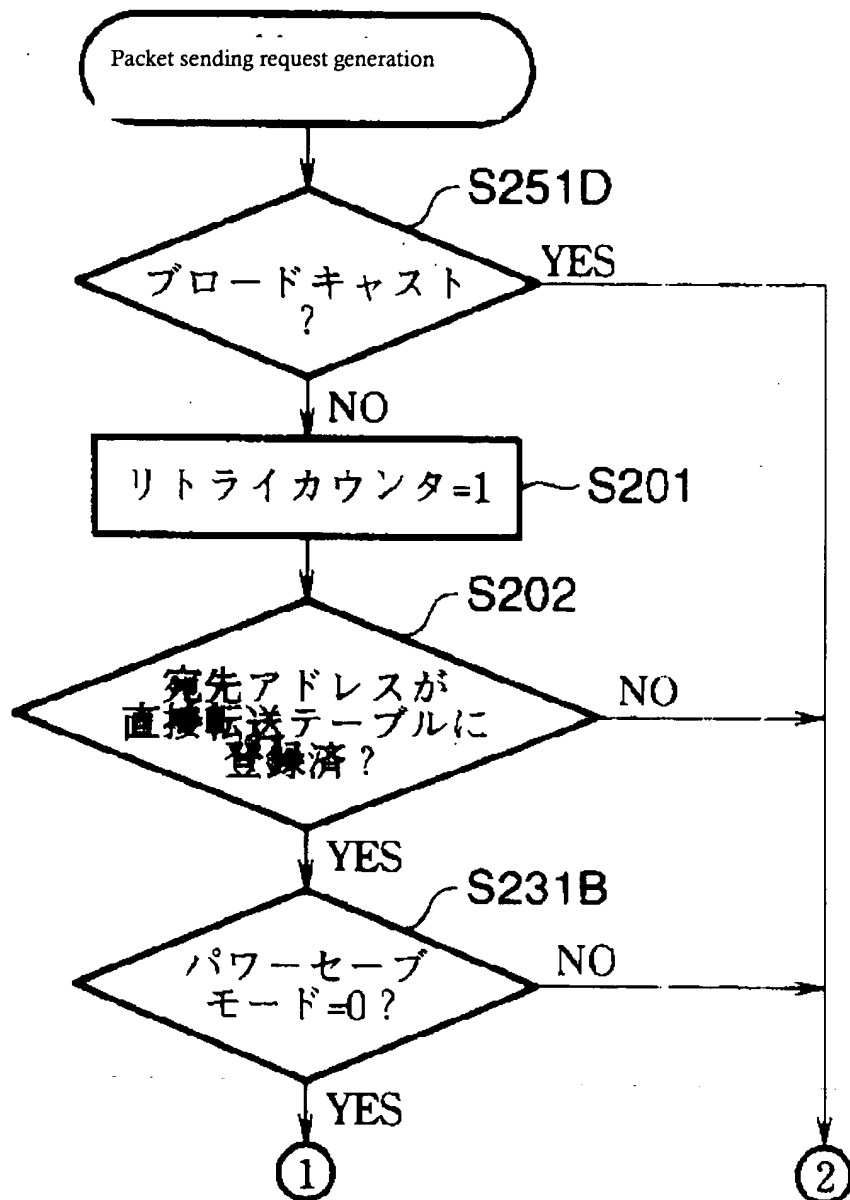 Packet sending request generation
S251D
ブロードキャスト
?
YES
NO
リトライカウンタ=1
S201
S202
宛先アドレスが
直接転送テーブルに
登録済?
NO
YES
S231B
パワーセーブ
モード=0?
NO
YES
1
2